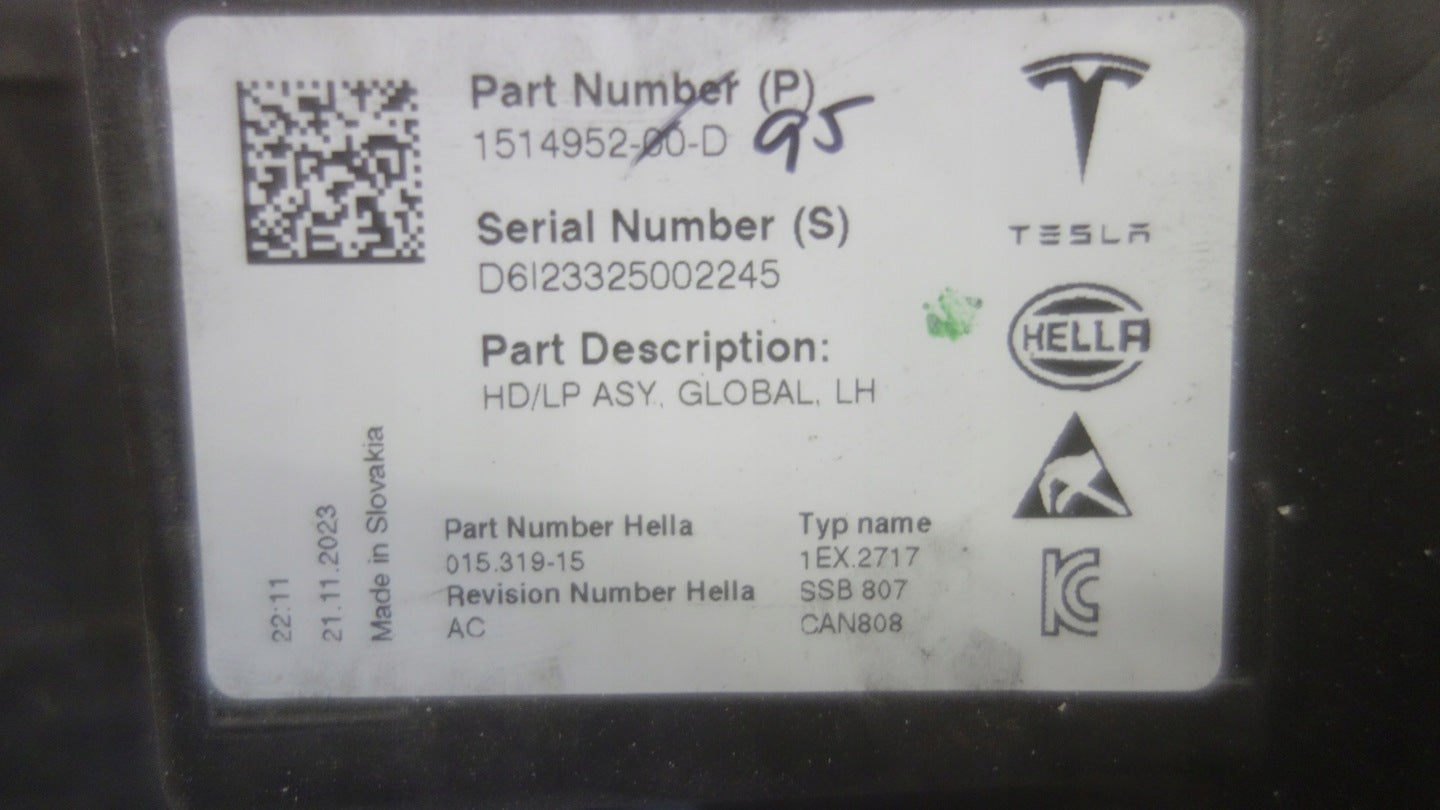 Part Number (P)
1514952-00-D 95
Serial Number (S)
D6I23325002245
Part Description:
HD/LP ASY, GLOBAL, LH
TESLA
HELLA
22:11
21.11.2023
Made in Slovakia
Part Number Hella
015.319-15
Revision Number Hella
AC
Typ name
1EX.2717
SSB 807
CAN808